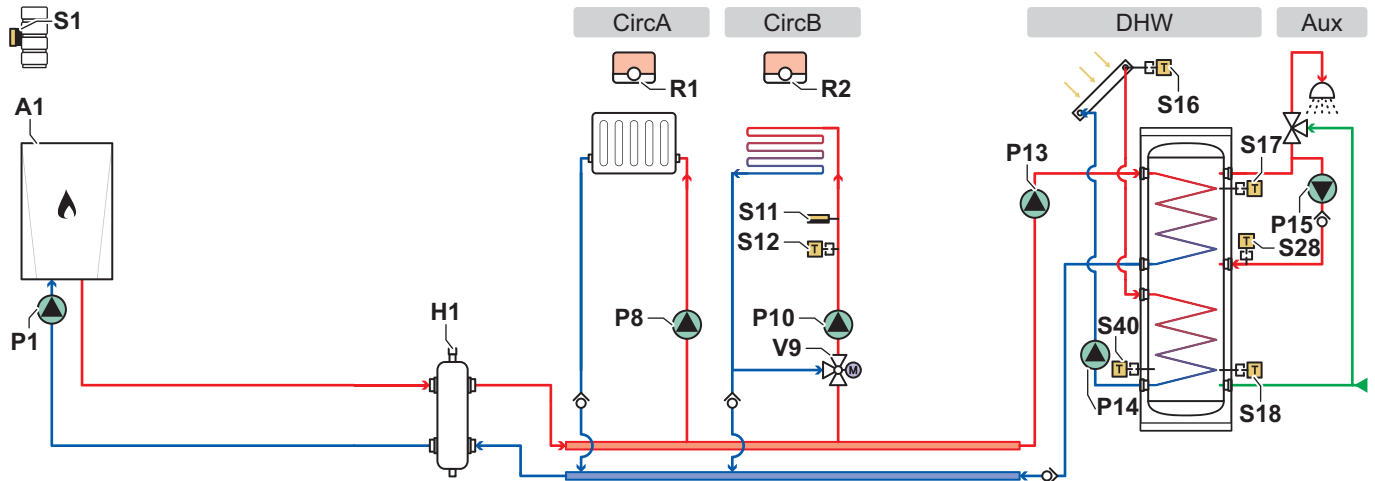 S1
CircA
CircB
DHW
Aux
R1
R2
S16
A1
S17
P13
P15
S11
S28
S12
H1
P1
P8
P10
S40
V9
M
P14
S18
T
T
T
T
T
T